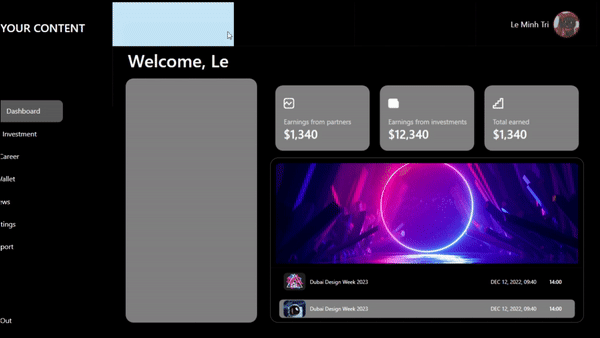 YOUR CONTENT
Le Minh Tri
Welcome, Le
Dashboard
Investment
Career
Wallet
ews
tings
port
Out
Earnings from partners
$1,340
Earnings from investments
$12,340
Total earned
$1,340
Dubai Design Week 2023 DEC 12, 2022, 09:40 14:00
Dubai Design Week 2023 DEC 12, 2022, 09:40 14:00